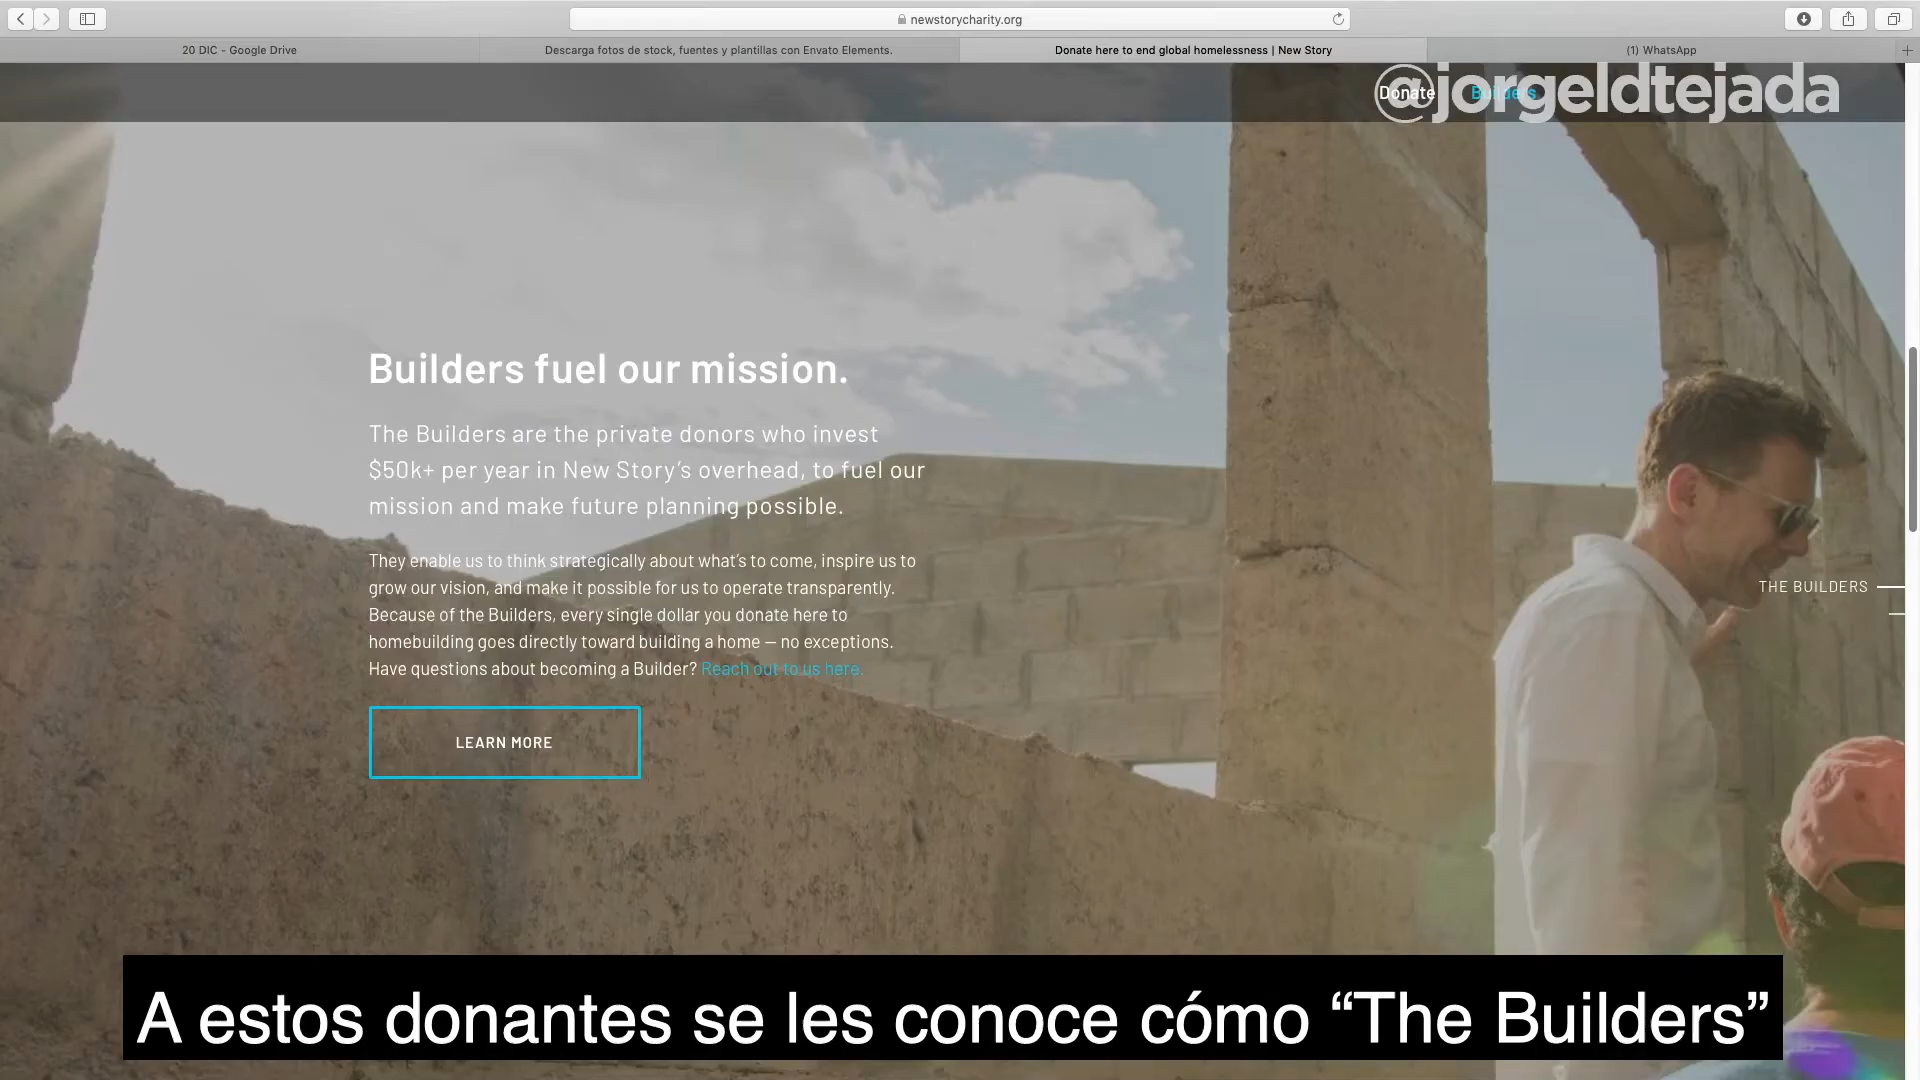 newstorycharity.org
20 DIC - Google Drive
Descarga fotos de stock, fuentes y plantillas con Envato Elements.
Donate here to end global homelessness | New Story
(1) WhatsApp
Donate
Builders
@jorgeldtejada
Builders fuel our mission.
The Builders are the private donors who invest
$50k+ per year in New Story’s overhead, to fuel our
mission and make future planning possible.
They enable us to think strategically about what’s to come, inspire us to
grow our vision, and make it possible for us to operate transparently.
Because of the Builders, every single dollar you donate here to
homebuilding goes directly toward building a home — no exceptions.
Have questions about becoming a Builder? Reach out to us here.
THE BUILDERS
LEARN MORE
A estos donantes se les conoce cómo “The Builders”